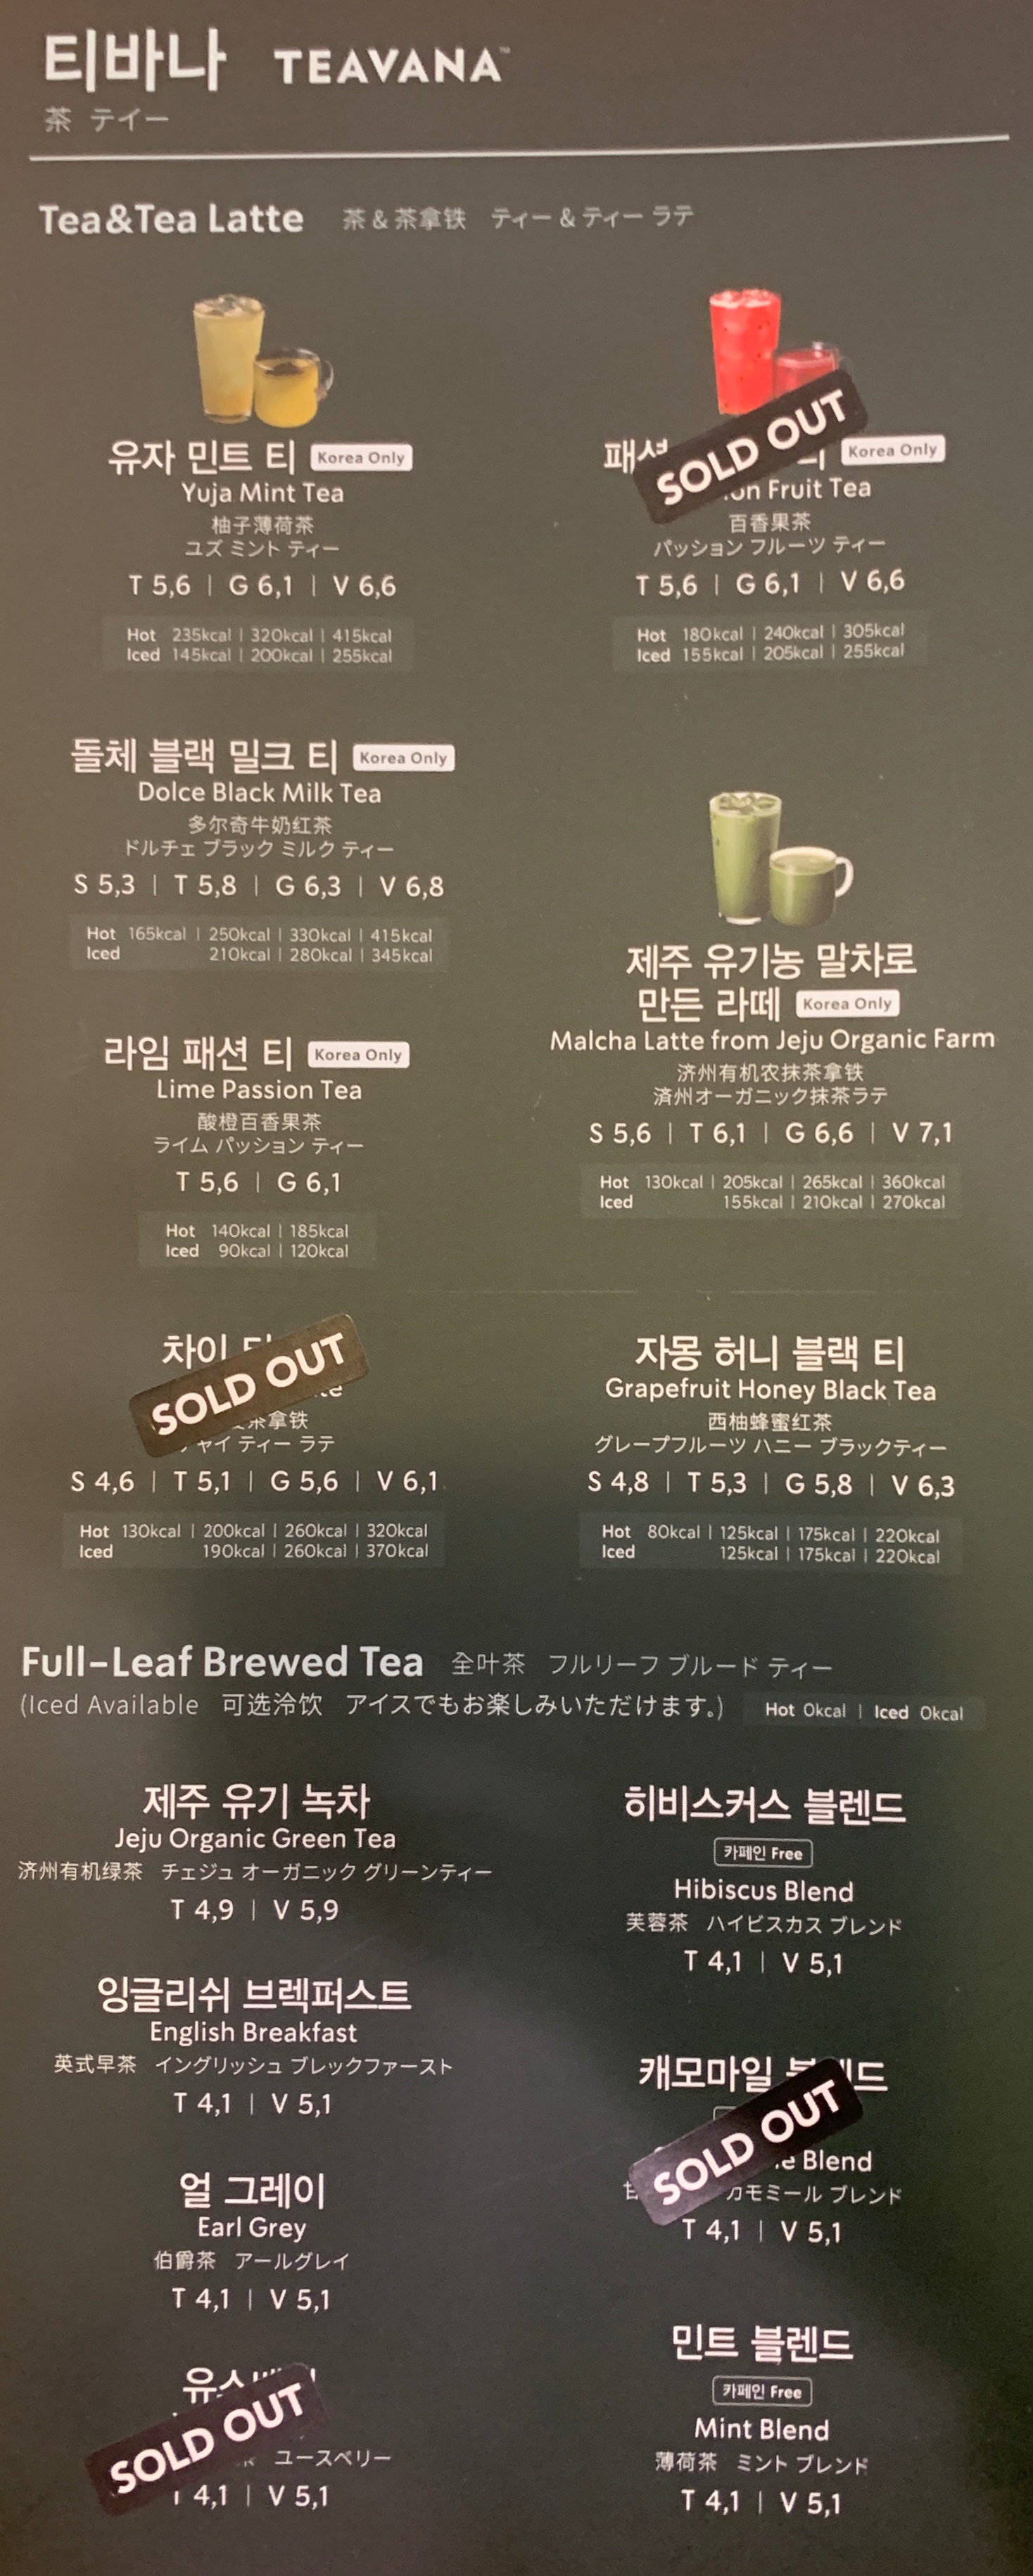 티바나 TEAVANA™
茶 テイー
Tea&Tea Latte 茶 & 茶拿铁 ティー & ティー ラテ
유자 민트 티 Korea Only
Yuja Mint Tea
柚子薄荷茶
ユズ ミント ティー
T 5,6 | G 6,1 | V 6,6
Hot 235kcal | 320kcal | 415kcal
Iced 145kcal | 200kcal | 255kcal
SOLD OUT
Korea Only
Fruit Tea
百香果茶
パッション フルーツ ティー
T 5,6 | G 6,1 | V 6,6
Hot 180kcal | 240kcal | 305kcal
Iced 155kcal | 205kcal | 255kcal
돌체 블랙 밀크 티 Korea Only
Dolce Black Milk Tea
多尔奇牛奶红茶
ドルチェ ブラック ミルク ティー
S 5,3 | T 5,8 | G 6,3 | V 6,8
Hot 165kcal | 250kcal | 330kcal | 415kcal
Iced 210kcal | 280kcal | 345kcal
제주 유기농 말차로
만든 라떼 Korea Only
Malcha Latte from Jeju Organic Farm
济州有机农抹茶拿铁
済州オーガニック抹茶ラテ
S 5,6 | T 6,1 | G 6,6 | V 7,1
Hot 130kcal | 205kcal | 265kcal | 360kcal
Iced 155kcal | 210kcal | 270kcal
라임 패션 티 Korea Only
Lime Passion Tea
酸橙百香果茶
ライム パッション ティー
T 5,6 | G 6,1
Hot 140kcal | 185kcal
Iced 90kcal | 120kcal
차이
SOLD OUT
ティー ラテ
S 4,6 | T 5,1 | G 5,6 | V 6,1
Hot 130kcal | 200kcal | 260kcal | 320kcal
Iced 190kcal | 260kcal | 370kcal
자몽 허니 블랙 티
Grapefruit Honey Black Tea
西柚蜂蜜红茶
グレープフルーツ ハニー ブラックティー
S 4,8 | T 5,3 | G 5,8 | V 6,3
Hot 80kcal | 125kcal | 175kcal | 220kcal
Iced 125kcal | 175kcal | 220kcal
Full-Leaf Brewed Tea 全叶茶 フルリーフ ブルード ティー
(Iced Available 可选泠饮 アイスでもお楽しみいただけます。) Hot 0kcal | Iced 0kcal
제주 유기 녹차
Jeju Organic Green Tea
济州有机绿茶 チェジュ オーガニック グリーンティー
T 4,9 | V 5,9
히비스커스 블렌드
카페인 Free
Hibiscus Blend
芙蓉茶 ハイビスカス ブレンド
T 4,1 | V 5,1
잉글리쉬 브렉퍼스트
English Breakfast
英式早茶 イングリッシュ ブレックファースト
T 4,1 | V 5,1
캐모마일
SOLD OUT
Blend
カモミール ブレンド
T 4,1 | V 5,1
얼 그레이
Earl Grey
伯爵茶 アールグレイ
T 4,1 | V 5,1
SOLD OUT
ユースベリー
4,1 | V 5,1
민트 블렌드
카페인 Free
Mint Blend
薄荷茶 ミント ブレンド
T 4,1 | V 5,1